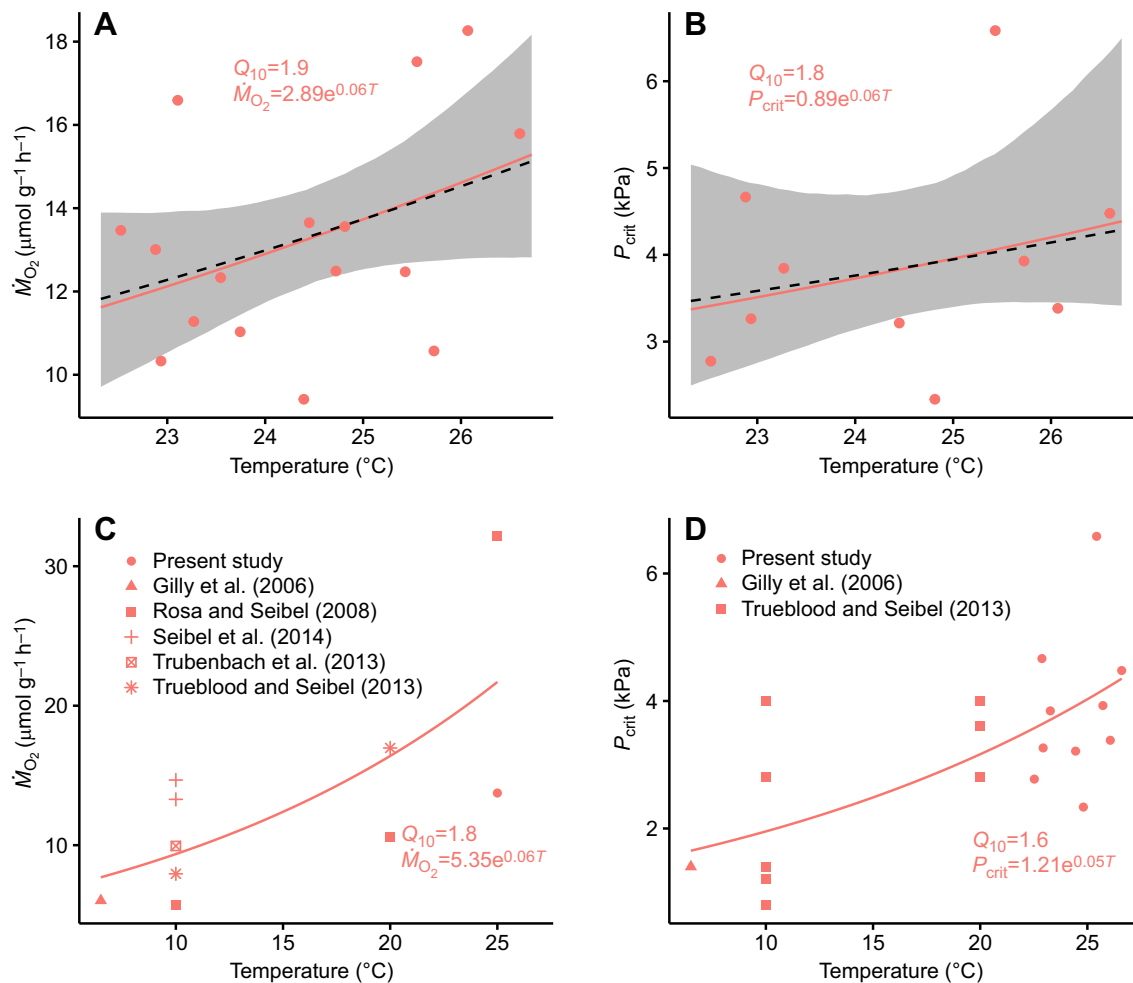 A
Q10=1.9
ṀO2=2.89e0.06T
18
16
14
12
10
ṀO2 (μmol g−1 h−1)
23
24
25
26
Temperature (°C)
B
Q10=1.8
Pcrit=0.89e0.06T
6
5
4
3
Pcrit (kPa)
23
24
25
26
Temperature (°C)
C
Present study
Gilly et al. (2006)
Rosa and Seibel (2008)
Seibel et al. (2014)
Trubenbach et al. (2013)
Trueblood and Seibel (2013)
30
20
10
ṀO2 (μmol g−1 h−1)
Q10=1.8
ṀO2=5.35e0.06T
10
15
20
25
Temperature (°C)
D
Present study
Gilly et al. (2006)
Trueblood and Seibel (2013)
6
4
2
Pcrit (kPa)
Q10=1.6
Pcrit=1.21e0.05T
10
15
20
25
Temperature (°C)